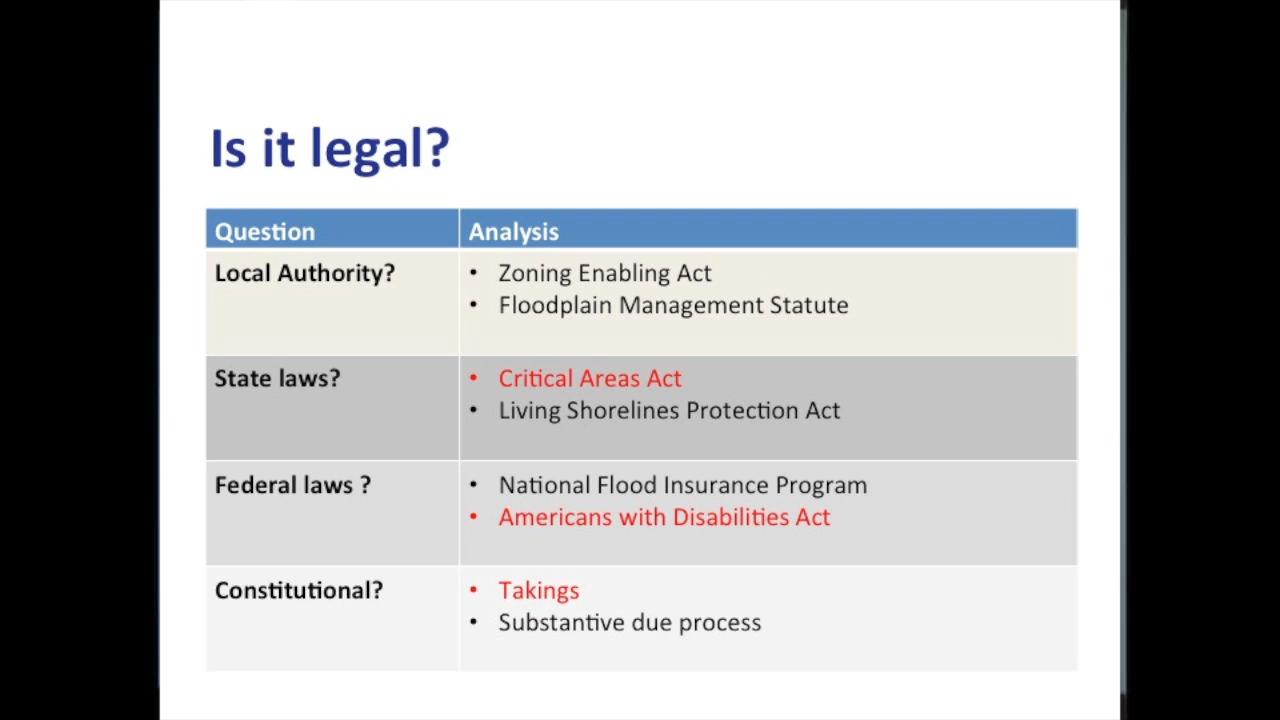 Is it legal?
Question Analysis
Local Authority? • Zoning Enabling Act
• Floodplain Management Statute
State laws? • Critical Areas Act
• Living Shorelines Protection Act
Federal laws ? • National Flood Insurance Program
• Americans with Disabilities Act
Constitutional? • Takings
• Substantive due process